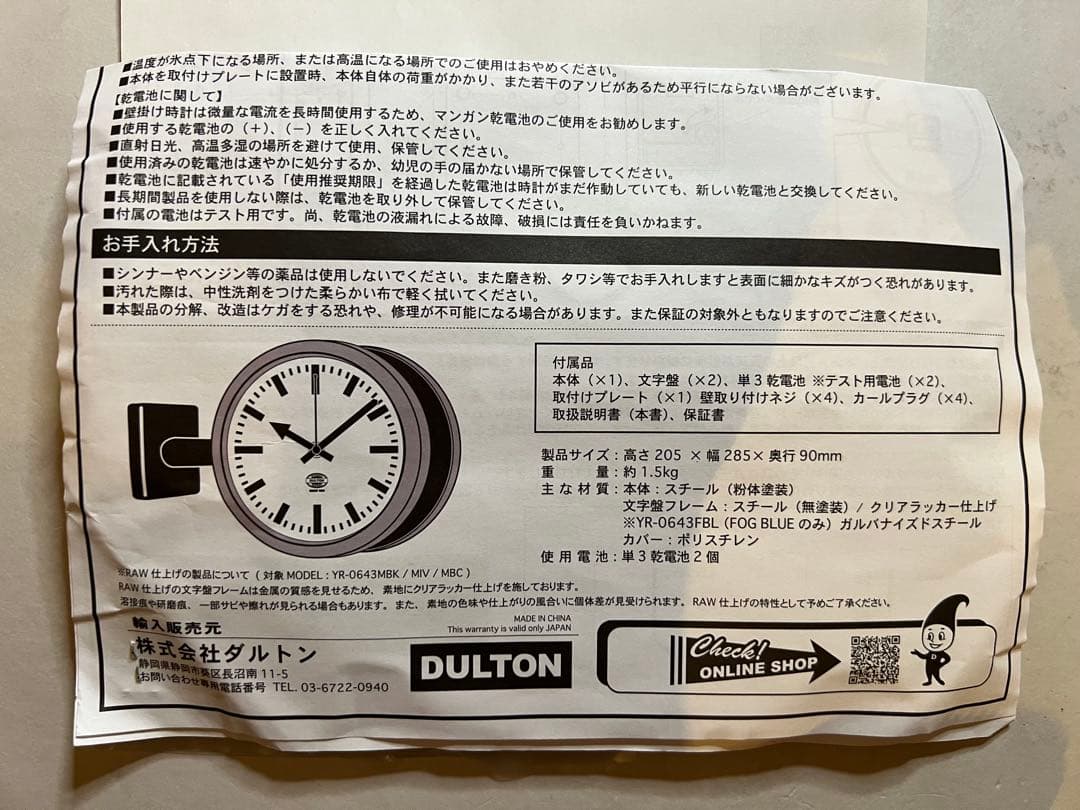 ■温度が氷点下になる場所、または高温になる場所でのご使用はおやめください。
■本体を取付けプレートに設置時、本体自体の荷重がかかり、また若干のアソビがあるため平行にならない場合がございます。
【乾電池に関して】
■壁掛け時計は微量な電流を長時間使用するため、マンガン乾電池のご使用をお勧めします。
■使用する乾電池の（+）、（−）を正しく入れてください。
■直射日光、高温多湿の場所を避けて使用、保管してください。
■使用済みの乾電池は速やかに処分するか、幼児の手の届かない場所で保管してください。
■乾電池に記載されている「使用推奨期限」を経過した乾電池は時計がまだ作動していても、新しい乾電池と交換してください。
■長期間製品を使用しない際は、乾電池を取り外して保管してください。
■付属の電池はテスト用です。尚、乾電池の液漏れによる故障、破損には責任を負いかねます。
お手入れ方法
■シンナーやベンジン等の薬品は使用しないでください。また磨き粉、タワシ等でお手入れしますと表面に細かなキズがつく恐れがあります。
■汚れた際は、中性洗剤をつけた柔らかい布で軽く拭いてください。
■本製品の分解、改造はケガをする恐れや、修理が不可能になる場合があります。また保証の対象外ともなりますのでご注意ください。
付属品
本体（×1）、文字盤（×2）、単3乾電池 ※テスト用電池（×2）、
取付けプレート（×1）壁取り付けネジ（×4）、カールプラグ（×4）、
取扱説明書（本書）、保証書
製品サイズ：高さ 205 × 幅 285× 奥行 90mm
重 量：約 1.5kg
主な材質：本体：スチール（粉体塗装）
文字盤フレーム：スチール（無塗装）/ クリアラッカー仕上げ
※YR-0643FBL (FOG BLUE のみ) ガルバナイズドスチール
カバー：ポリスチレン
使用電池：単3乾電池2個
※RAW 仕上げの製品について（対象 MODEL : YR-0643MBK / MIV / MBC）
RAW 仕上げの文字盤フレームは金属の質感を見せるため、素地にクリアラッカー仕上げを施しております。
溶接痕や研磨痕、一部サビや擦れが見られる場合もあります。また、素地の色味や仕上がりの風合いに個体差が見受けられます。RAW 仕上げの特性として予めご了承ください。
輸入販売元
MADE IN CHINA
This warranty is valid only JAPAN
株式会社ダルトン
静岡県静岡市葵区長沼南 11-5
お問い合わせ専用電話番号 TEL. 03-6722-0940
DULTON
Check!
ONLINE SHOP